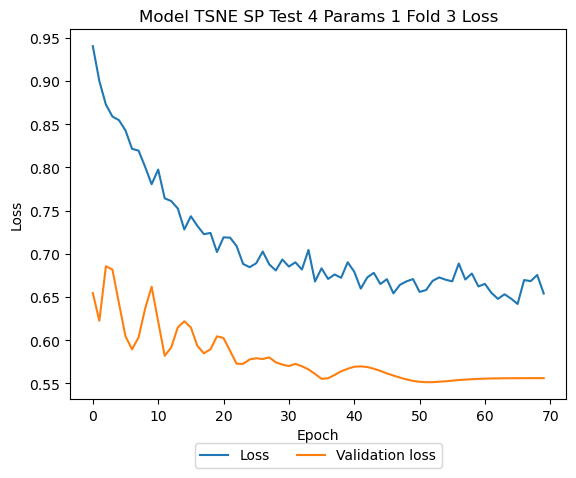 Model TSNE SP Test 4 Params 1 Fold 3 Loss
0.95
0.90
0.85
0.80
0.75
0.70
0.65
0.60
0.55
Loss
0 10 20 30 40 50 60 70
Epoch
Loss Validation loss